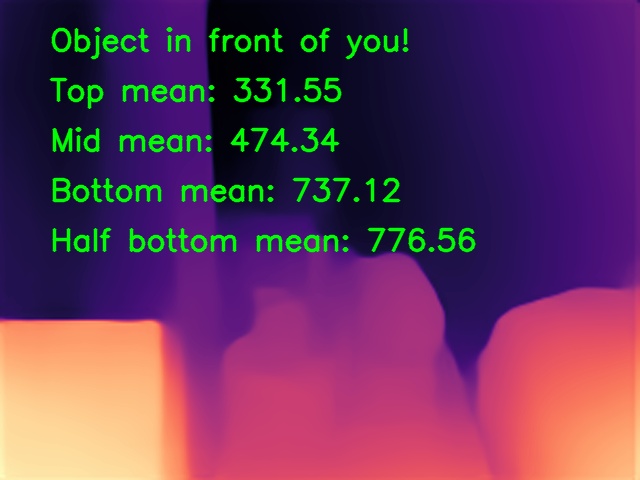 Object in front of you!
Top mean: 331.55
Mid mean: 474.34
Bottom mean: 737.12
Half bottom mean: 776.56